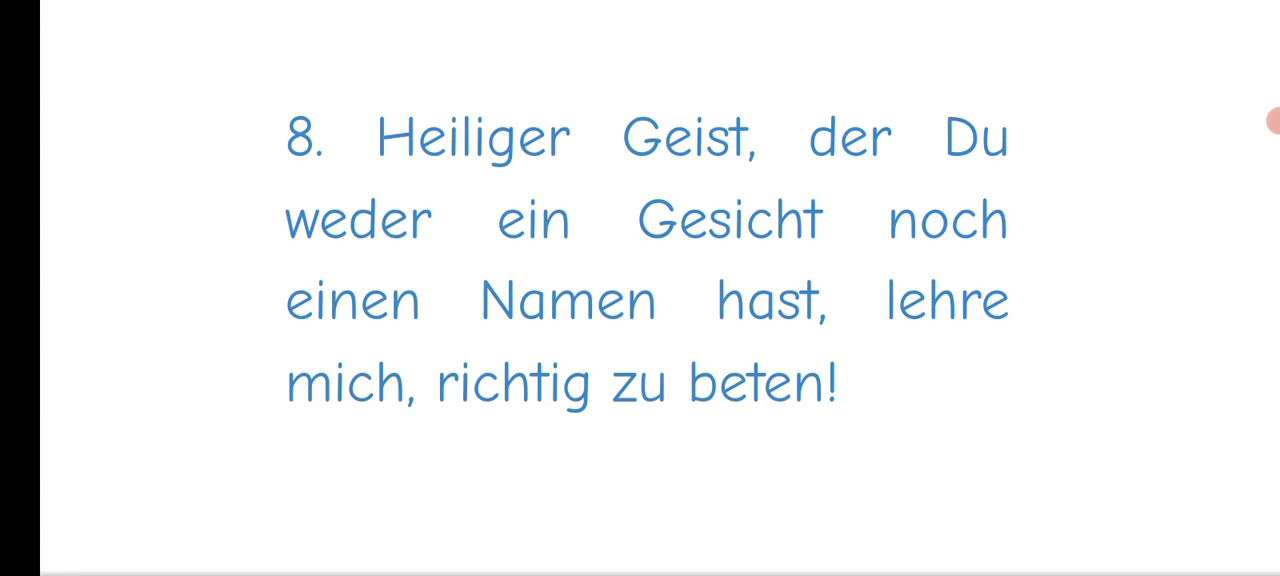 8. Heiliger Geist, der Du
weder ein Gesicht noch
einen Namen hast, lehre
mich, richtig zu beten!